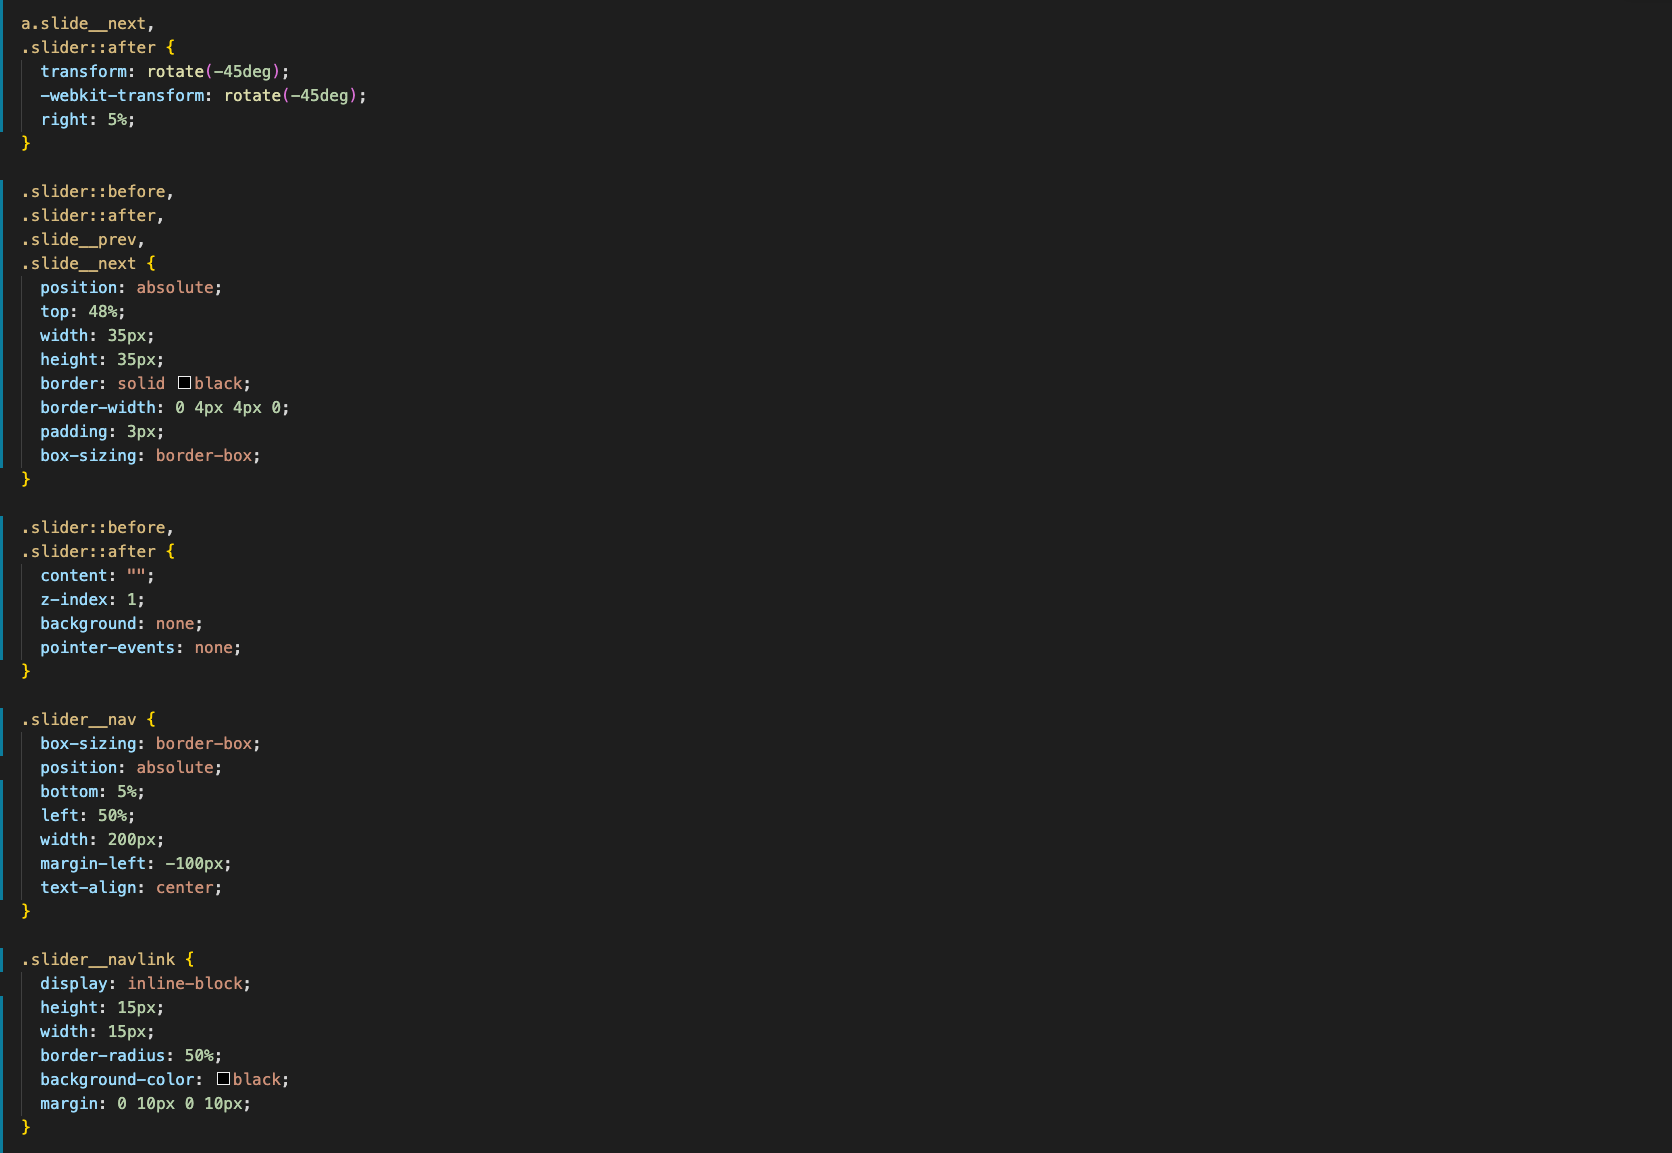 a.slide__next,
.slider::after {
  transform: rotate(-45deg);
  -webkit-transform: rotate(-45deg);
  right: 5%;
}

.slider::before,
.slider::after,
.slide__prev,
.slide__next {
  position: absolute;
  top: 48%;
  width: 35px;
  height: 35px;
  border: solid black;
  border-width: 0 4px 4px 0;
  padding: 3px;
  box-sizing: border-box;
}

.slider::before,
.slider::after {
  content: "";
  z-index: 1;
  background: none;
  pointer-events: none;
}

.slider__nav {
  box-sizing: border-box;
  position: absolute;
  bottom: 5%;
  left: 50%;
  width: 200px;
  margin-left: -100px;
  text-align: center;
}

.slider__navlink {
  display: inline-block;
  height: 15px;
  width: 15px;
  border-radius: 50%;
  background-color: black;
  margin: 0 10px 0 10px;
}